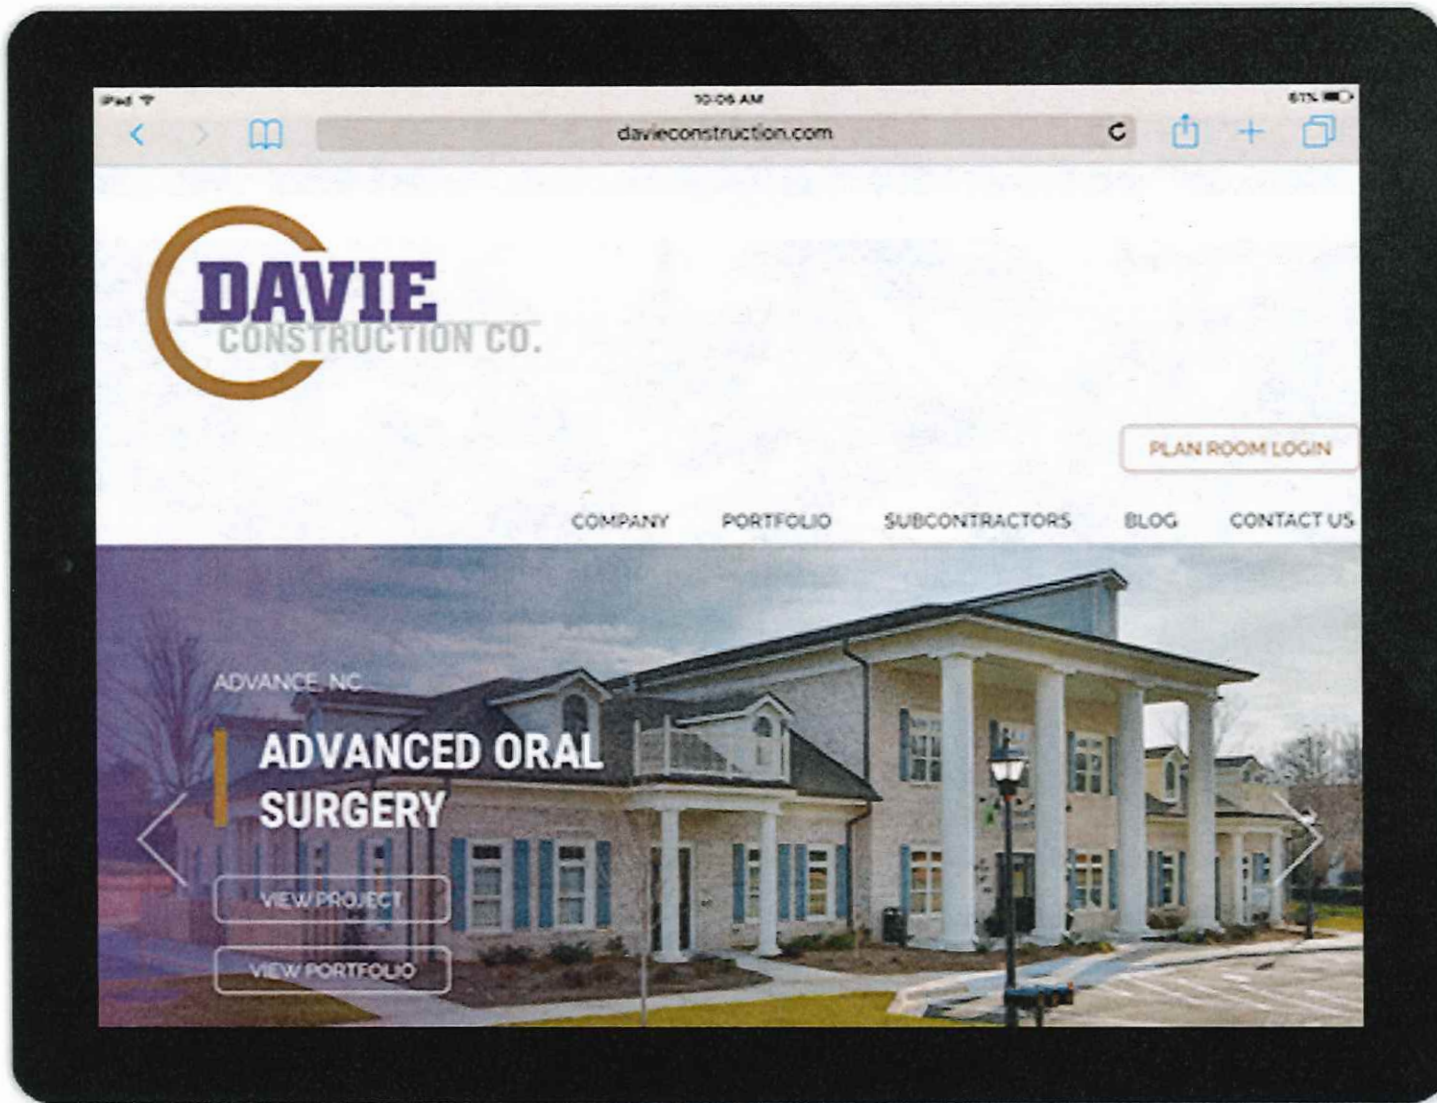 iPad
10:06 AM
61%
davieconstruction.com
DAVIE
CONSTRUCTION CO.
PLAN ROOM LOGIN
COMPANY PORTFOLIO SUBCONTRACTORS BLOG CONTACT US
ADVANCE, NC
ADVANCED ORAL
SURGERY
VIEW PROJECT
VIEW PORTFOLIO